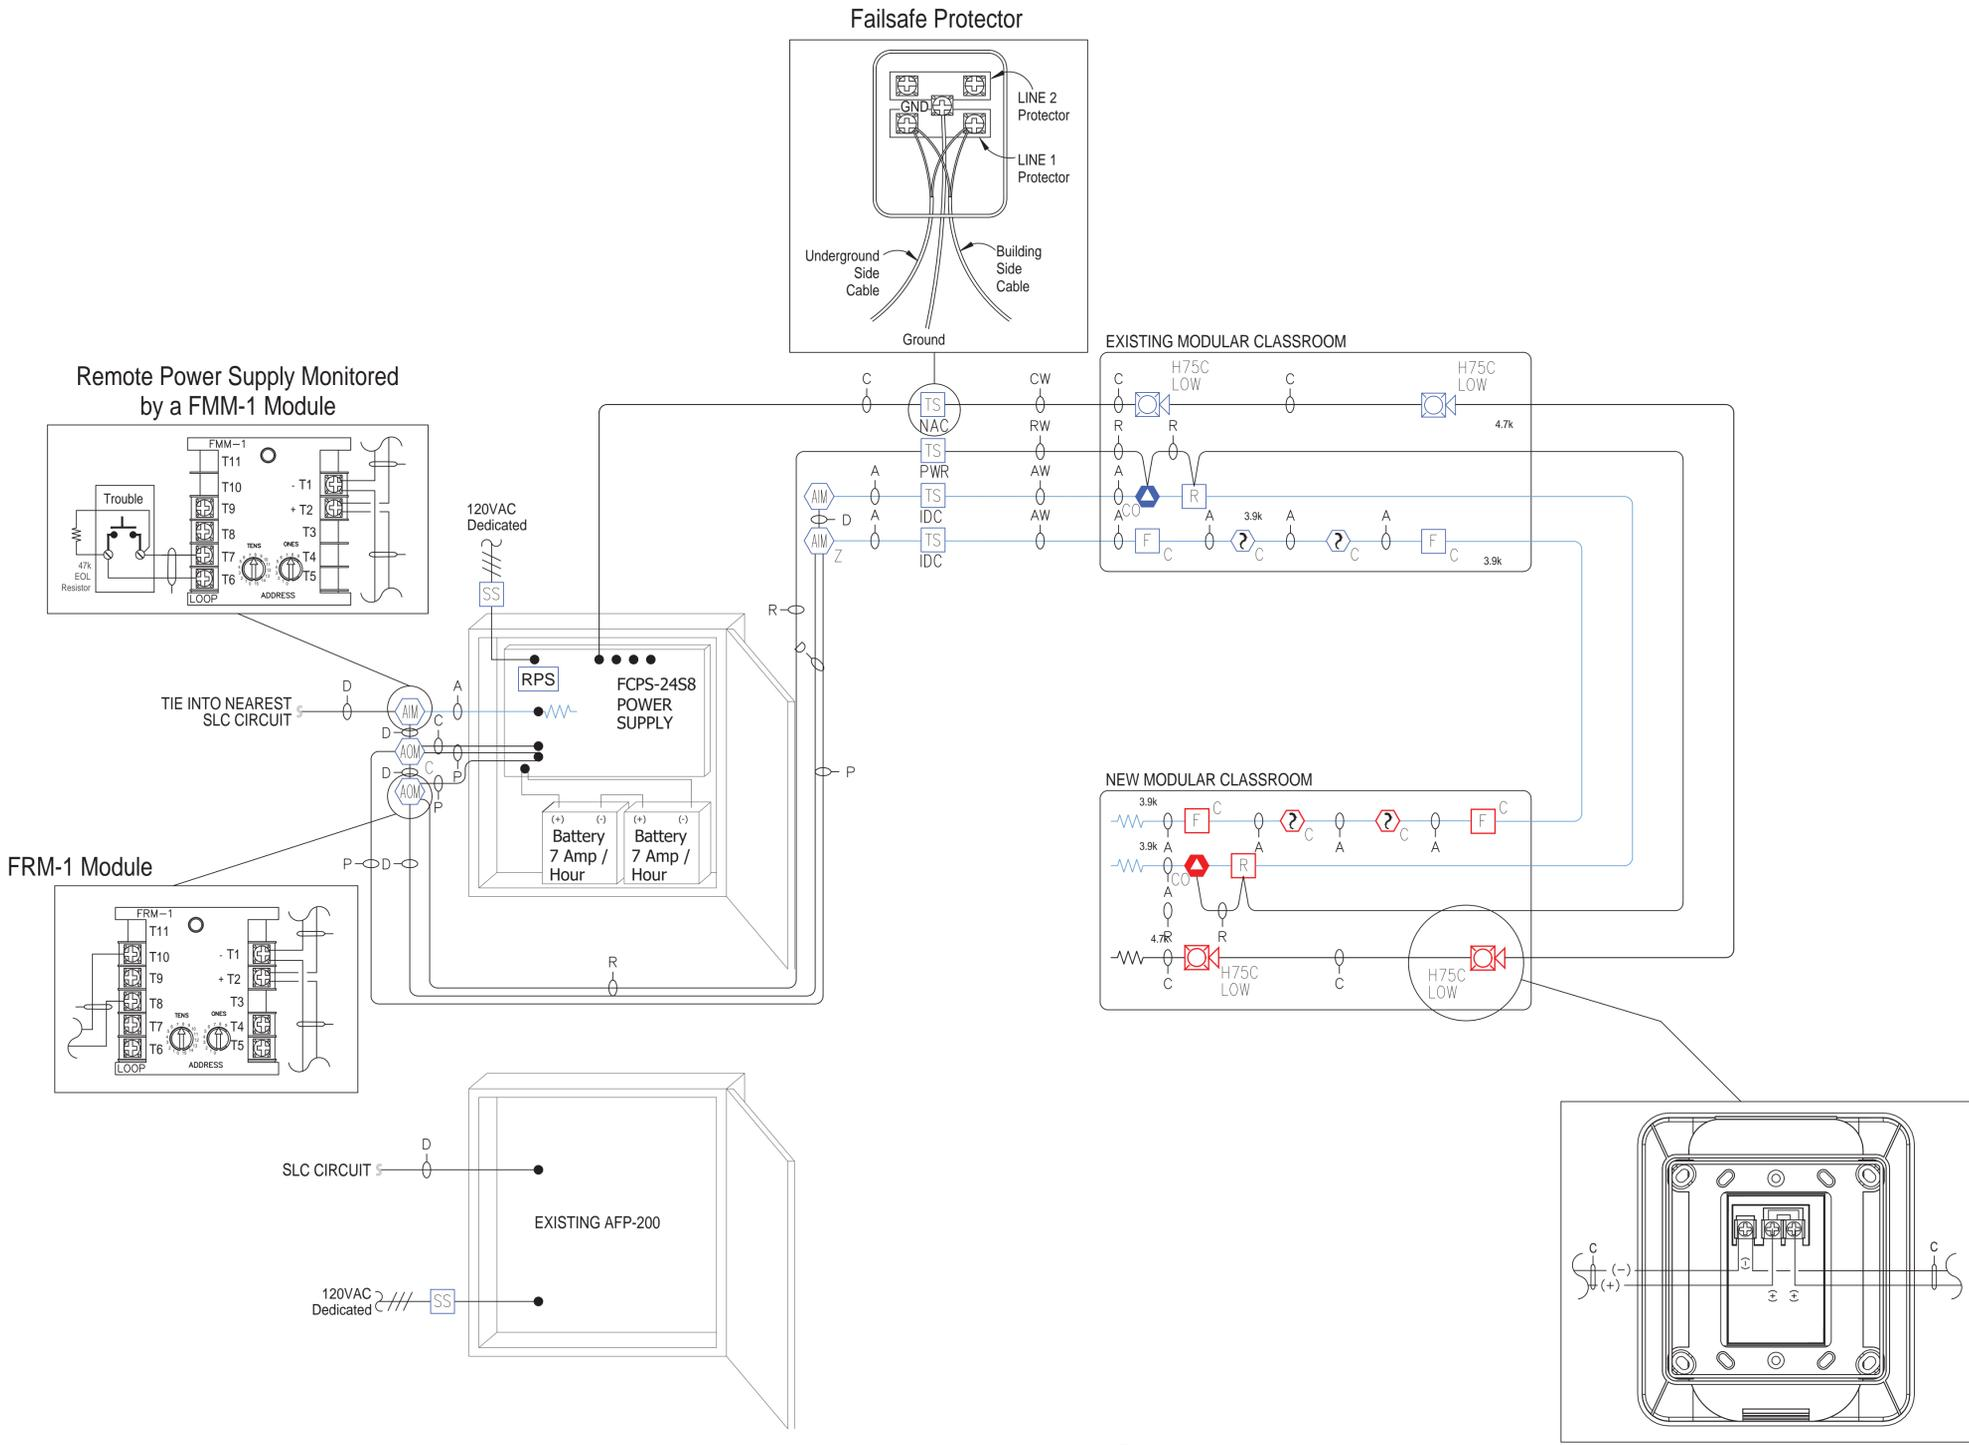 Failsafe Protector
GND
LINE 2
Protector
LINE 1
Protector
Underground
Side
Cable
Building
Side
Cable
Ground
Remote Power Supply Monitored
by a FMM-1 Module
FMM-1
T11
T10
T9
T8
T7
T6
- T1
+ T2
T3
T4
T5
Trouble
47k
EOL
Resistor
TENS
ONES
LOOP
ADDRESS
EXISTING MODULAR CLASSROOM
H75C
LOW
H75C
LOW
C
TS
NAC
CW
C
C
4.7k
TS
PWR
RW
R
R
R
AIM
A
TS
IDC
AW
A
CO
D
AIM
Z
A
TS
IDC
AW
A
F
C
A
3.9k
C
A
C
A
F
C
3.9k
120VAC
Dedicated
SS
RPS
FCPS-24S8
POWER
SUPPLY
(+)
(-)
Battery
7 Amp /
Hour
(+)
(-)
Battery
7 Amp /
Hour
TIE INTO NEAREST
SLC CIRCUIT
D
AIM
A
D
C
AOM
C
P
D
AOM
P
P
D
R
R
D
P
FRM-1 Module
FRM-1
T11
T10
T9
T8
T7
T6
- T1
+ T2
T3
T4
T5
TENS
ONES
LOOP
ADDRESS
NEW MODULAR CLASSROOM
3.9k
F
C
C
C
F
C
A
A
A
A
3.9k
CO
R
A
R
R
4.7k
H75C
LOW
C
C
H75C
LOW
SLC CIRCUIT
D
EXISTING AFP-200
120VAC
Dedicated
SS
C
(-)
(+)
(-)
(+)
(+)
C